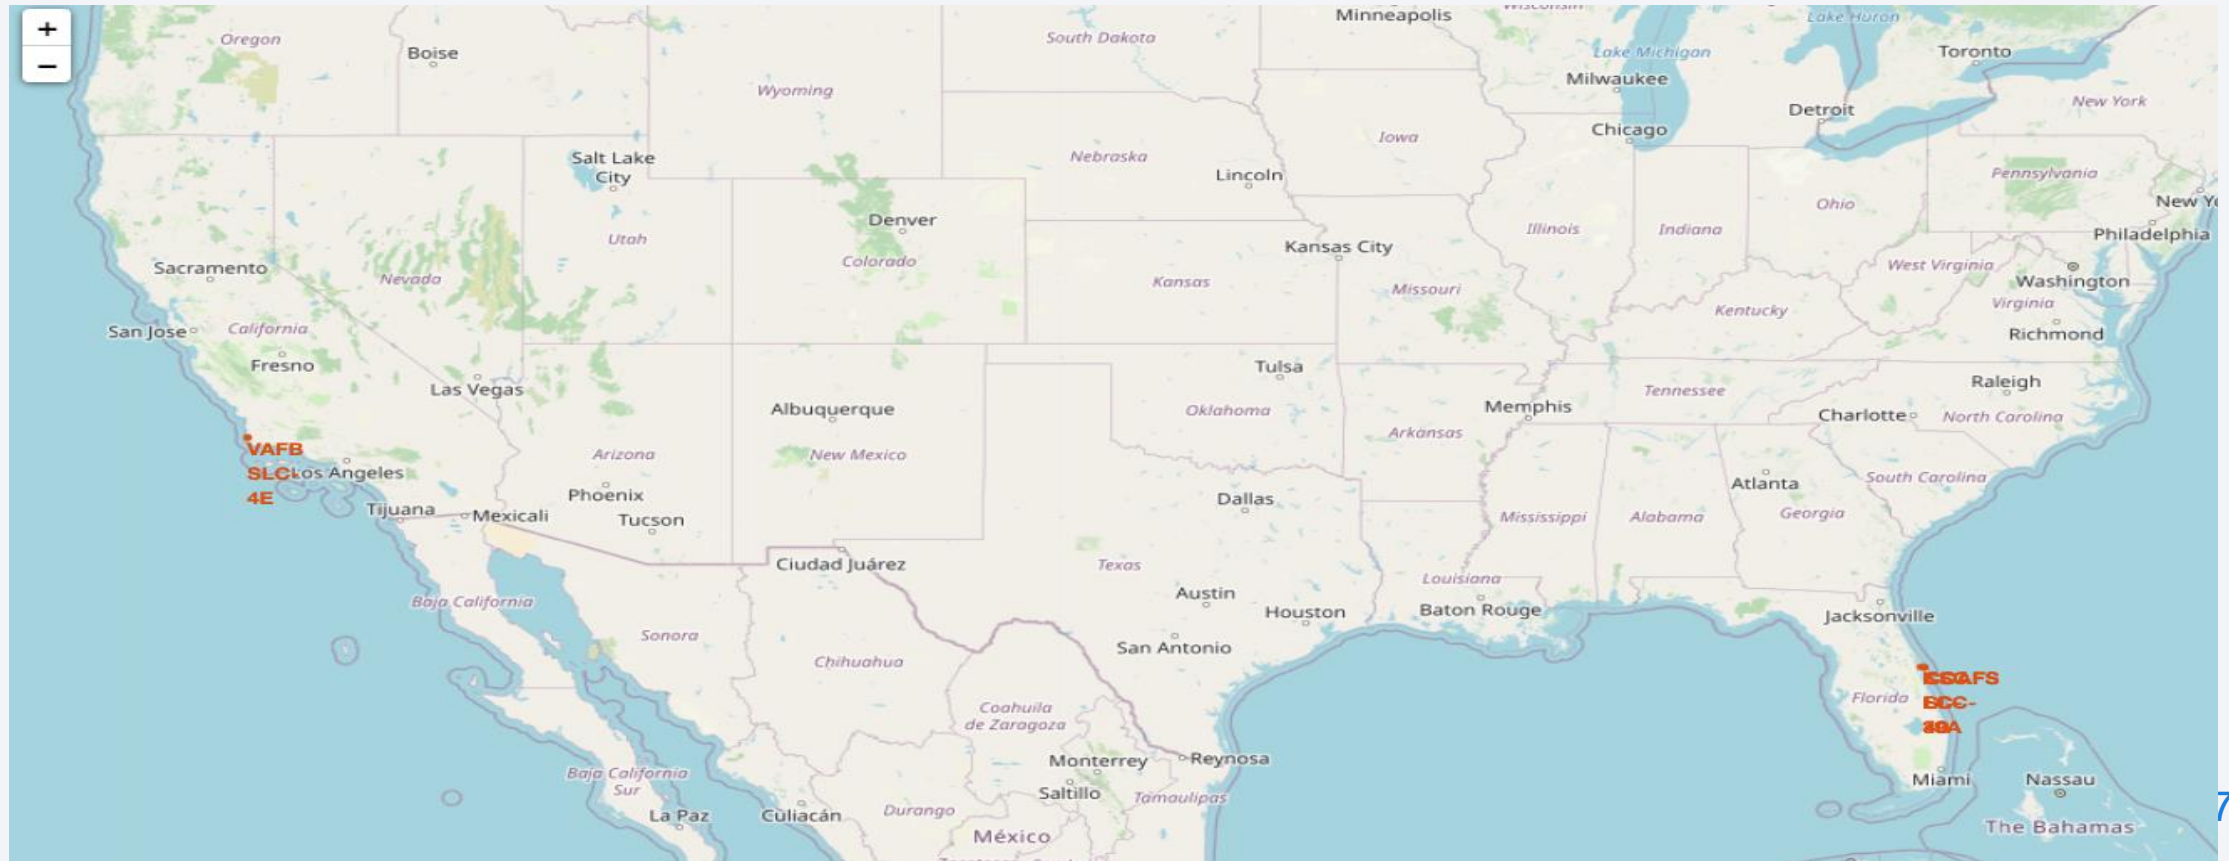 +
−
Oregon
Boise
South Dakota
Minneapolis
Wisconsin
Lake Huron
Lake Michigan
Toronto
Milwaukee
Wyoming
New York
Detroit
Chicago
Iowa
Salt Lake
City
Nebraska
Lincoln
Pennsylvania
Ohio
New Yo
Denver
Utah
Illinois
Indiana
Philadelphia
Kansas City
Colorado
Sacramento
Nevada
Kansas
Missouri
West Virginia
Washington
Virginia
Kentucky
San Jose
California
Richmond
Fresno
Las Vegas
Tulsa
Tennessee
Raleigh
Albuquerque
Oklahoma
Memphis
Charlotte
North Carolina
Arkansas
VAFB
SLC-
4E
Los Angeles
Arizona
New Mexico
Atlanta
South Carolina
Phoenix
Dallas
Tijuana
Mexicali
Tucson
Mississippi
Alabama
Georgia
Ciudad Juárez
Texas
Louisiana
Baja California
Austin
Houston
Baton Rouge
Jacksonville
Sonora
San Antonio
Chihuahua
Florida
Coahuila
de Zaragoza
Monterrey
Reynosa
Baja California
Sur
Saltillo
Tamaulipas
Miami
Nassau
La Paz
Culiacán
Durango
México
The Bahamas
7